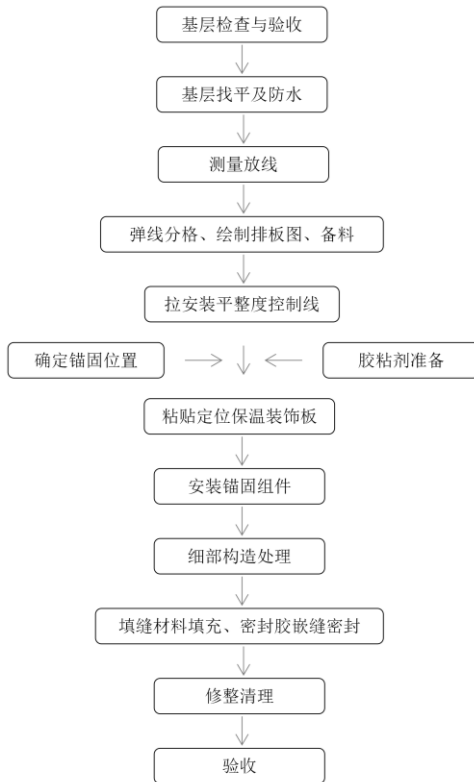 基层检查与验收
基层找平及防水
测量放线
弹线分格、绘制排板图、备料
拉安装平整度控制线
确定锚固位置
胶粘剂准备
粘贴定位保温装饰板
安装锚固组件
细部构造处理
填缝材料填充、密封胶嵌缝密封
修整清理
验收